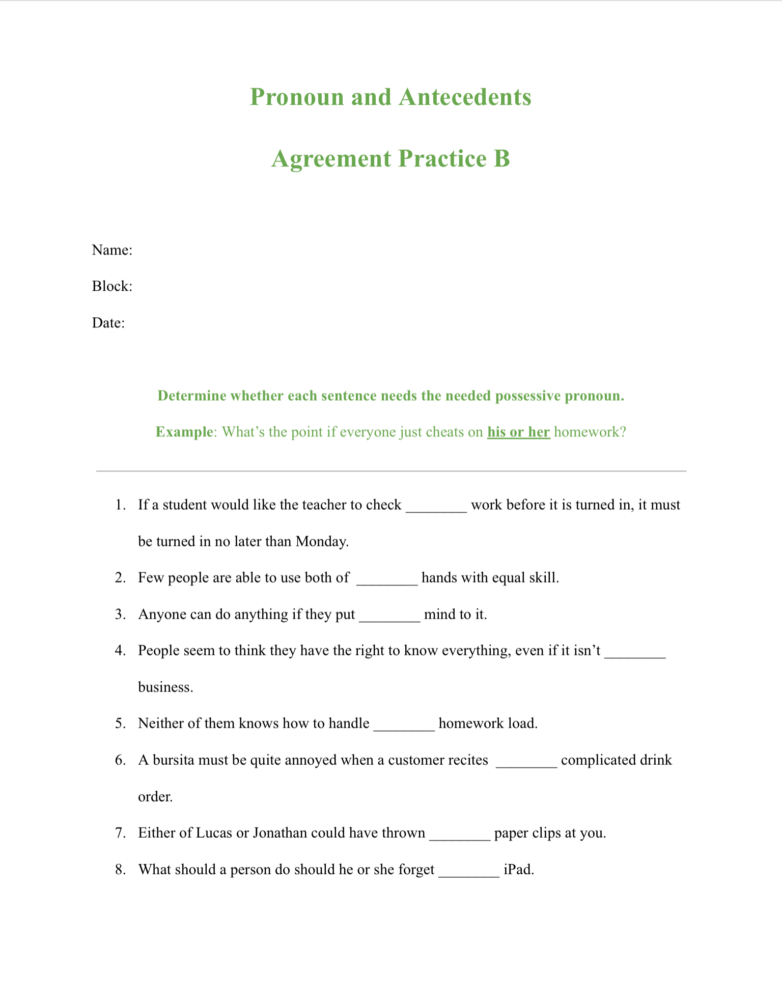 Pronoun and Antecedents
Agreement Practice B
Name:
Block:
Date:
Determine whether each sentence needs the needed possessive pronoun.
Example: What’s the point if everyone just cheats on his or her homework?
1. If a student would like the teacher to check ________ work before it is turned in, it must
be turned in no later than Monday.
2. Few people are able to use both of ________ hands with equal skill.
3. Anyone can do anything if they put ________ mind to it.
4. People seem to think they have the right to know everything, even if it isn’t ________
business.
5. Neither of them knows how to handle ________ homework load.
6. A bursita must be quite annoyed when a customer recites ________ complicated drink
order.
7. Either of Lucas or Jonathan could have thrown ________ paper clips at you.
8. What should a person do should he or she forget ________ iPad.